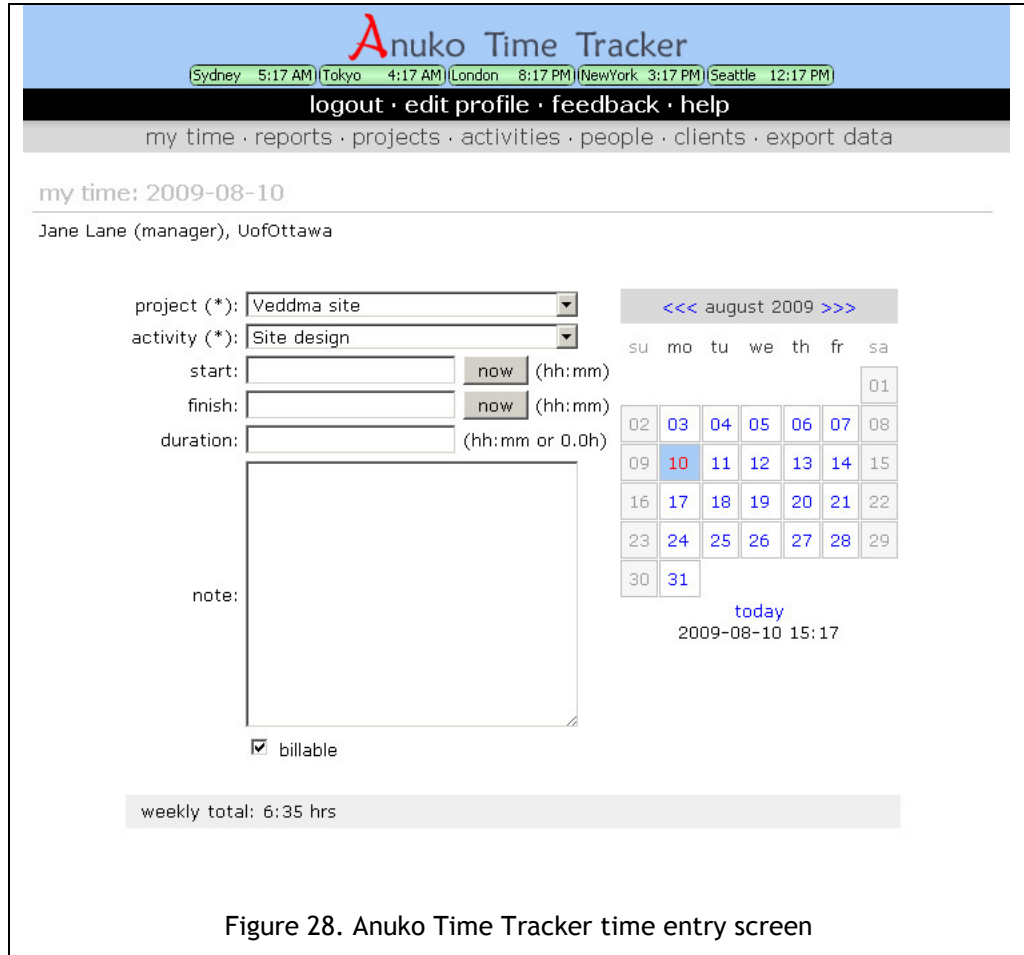 Anuko Time Tracker
Sydney 5:17 AM Tokyo 4:17 AM London 8:17 PM NewYork 3:17 PM Seattle 12:17 PM
logout · edit profile · feedback · help
my time · reports · projects · activities · people · clients · export data
my time: 2009-08-10
Jane Lane (manager), UofOttawa
project (*): Veddma site
activity (*): Site design
start: now (hh:mm)
finish: now (hh:mm)
duration: (hh:mm or 0.0h)
note:
billable
<<< august 2009 >>>
su mo tu we th fr sa
01
02 03 04 05 06 07 08
09 10 11 12 13 14 15
16 17 18 19 20 21 22
23 24 25 26 27 28 29
30 31
today
2009-08-10 15:17
weekly total: 6:35 hrs
Figure 28. Anuko Time Tracker time entry screen